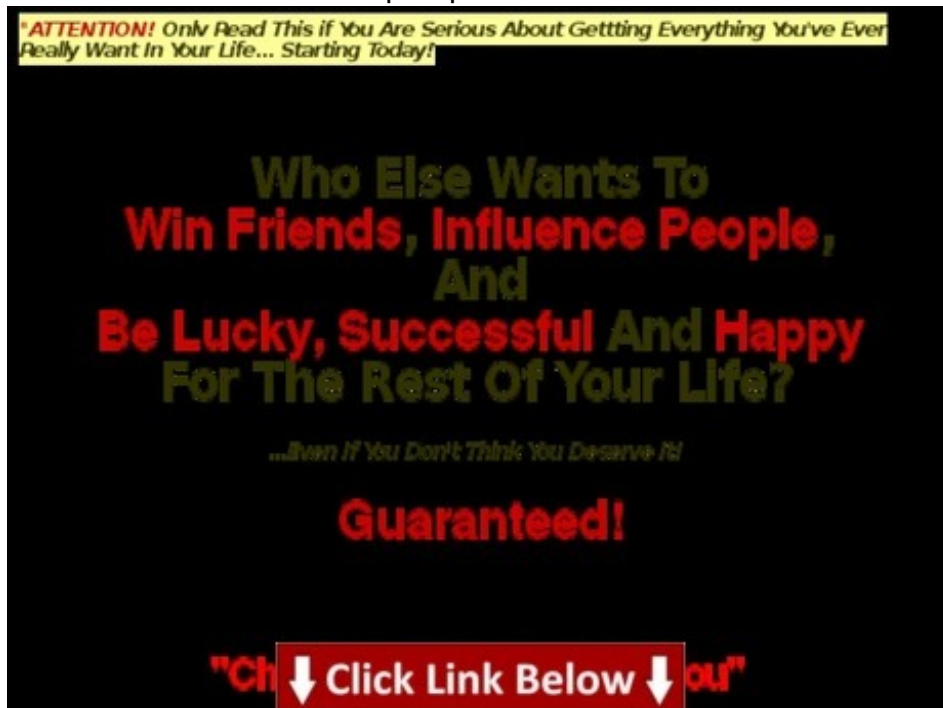 "ATTENTION! Only Read This if You Are Serious About Gettting Everything You've Ever
Really Want In Your Life... Starting Today!
Who Else Wants To
Win Friends, Influence People,
And
Be Lucky, Successful And Happy
For The Rest Of Your Life?
...Even If You Don't Think You Deserve It!
Guaranteed!
Click Link Below